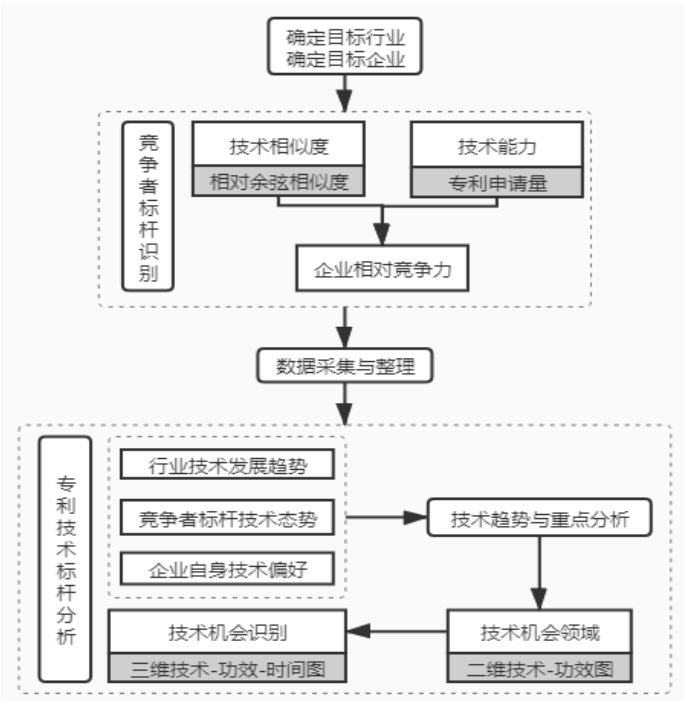 确定目标行业
确定目标企业
竞争者标杆识别
技术相似度
相对余弦相似度
技术能力
专利申请量
企业相对竞争力
数据采集与整理
专利技术标杆分析
行业技术发展趋势
竞争者标杆技术态势
企业自身技术偏好
技术趋势与重点分析
技术机会领域
二维技术-功效图
技术机会识别
三维技术-功效-时间图